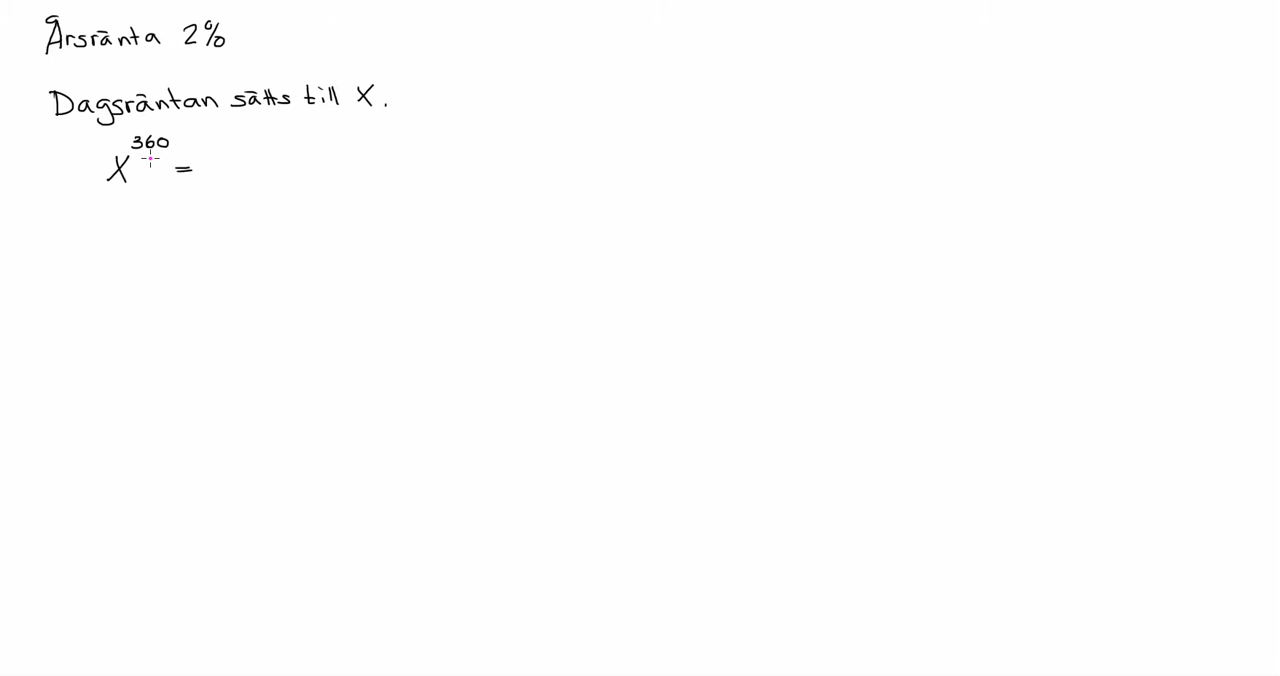 Årsränta 2%
Dagsräntan sätts till X.
X^360 =